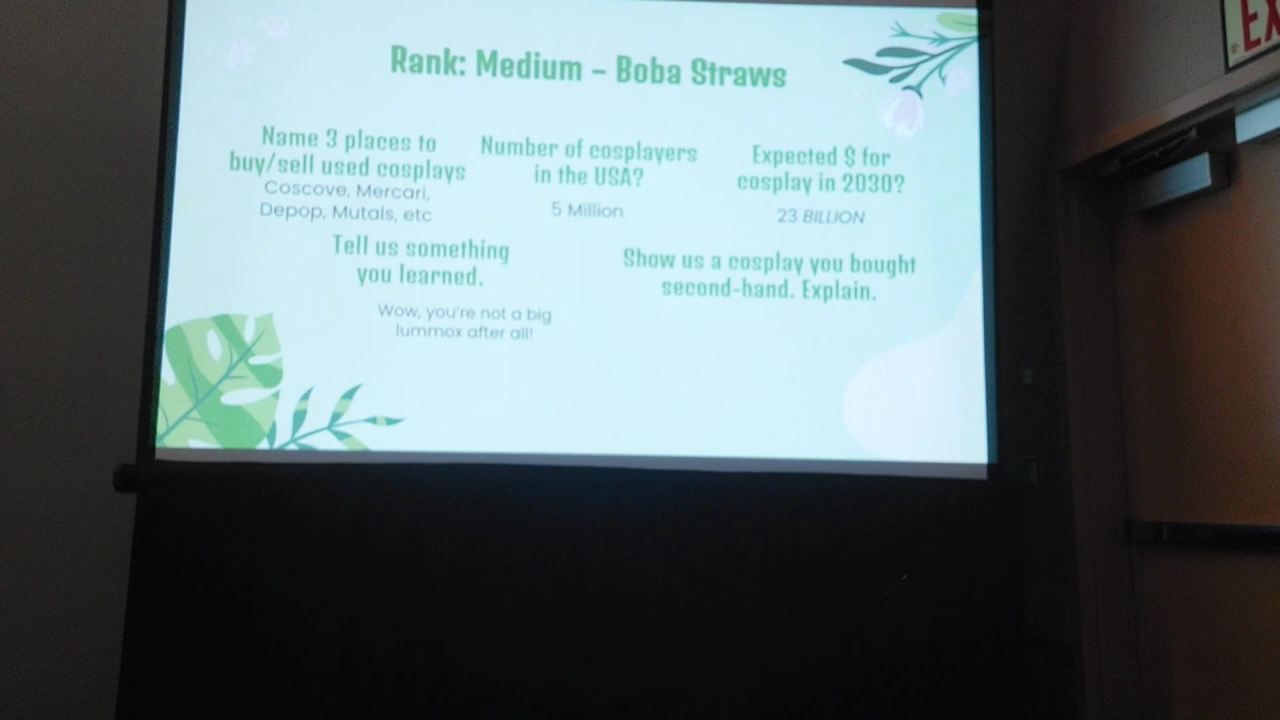 Rank: Medium – Boba Straws
Name 3 places to
buy/sell used cosplays
Coscove, Mercari,
Depop, Mutals, etc
Number of cosplayers
in the USA?
5 Million
Expected $ for
cosplay in 2030?
23 BILLION
Tell us something
you learned.
Wow, you're not a big
lummox after all!
Show us a cosplay you bought
second-hand. Explain.
EX